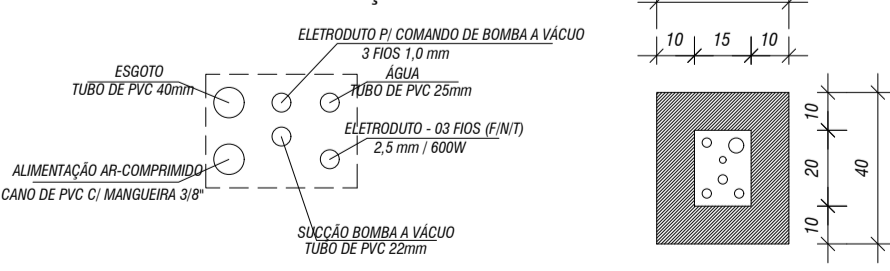 ELETRODUTO P/ COMANDO DE BOMBA A VÁCUO
3 FIOS 1,0 mm
ESGOTO
TUBO DE PVC 40mm
ÁGUA
TUBO DE PVC 25mm
ELETRODUTO - 03 FIOS (F/N/T)
2,5 mm / 600W
ALIMENTAÇÃO AR-COMPRIMIDO
CANO DE PVC C/ MANGUEIRA 3/8"
SUCÇÃO BOMBA A VÁCUO
TUBO DE PVC 22mm
10 15 10
10
20
10
40